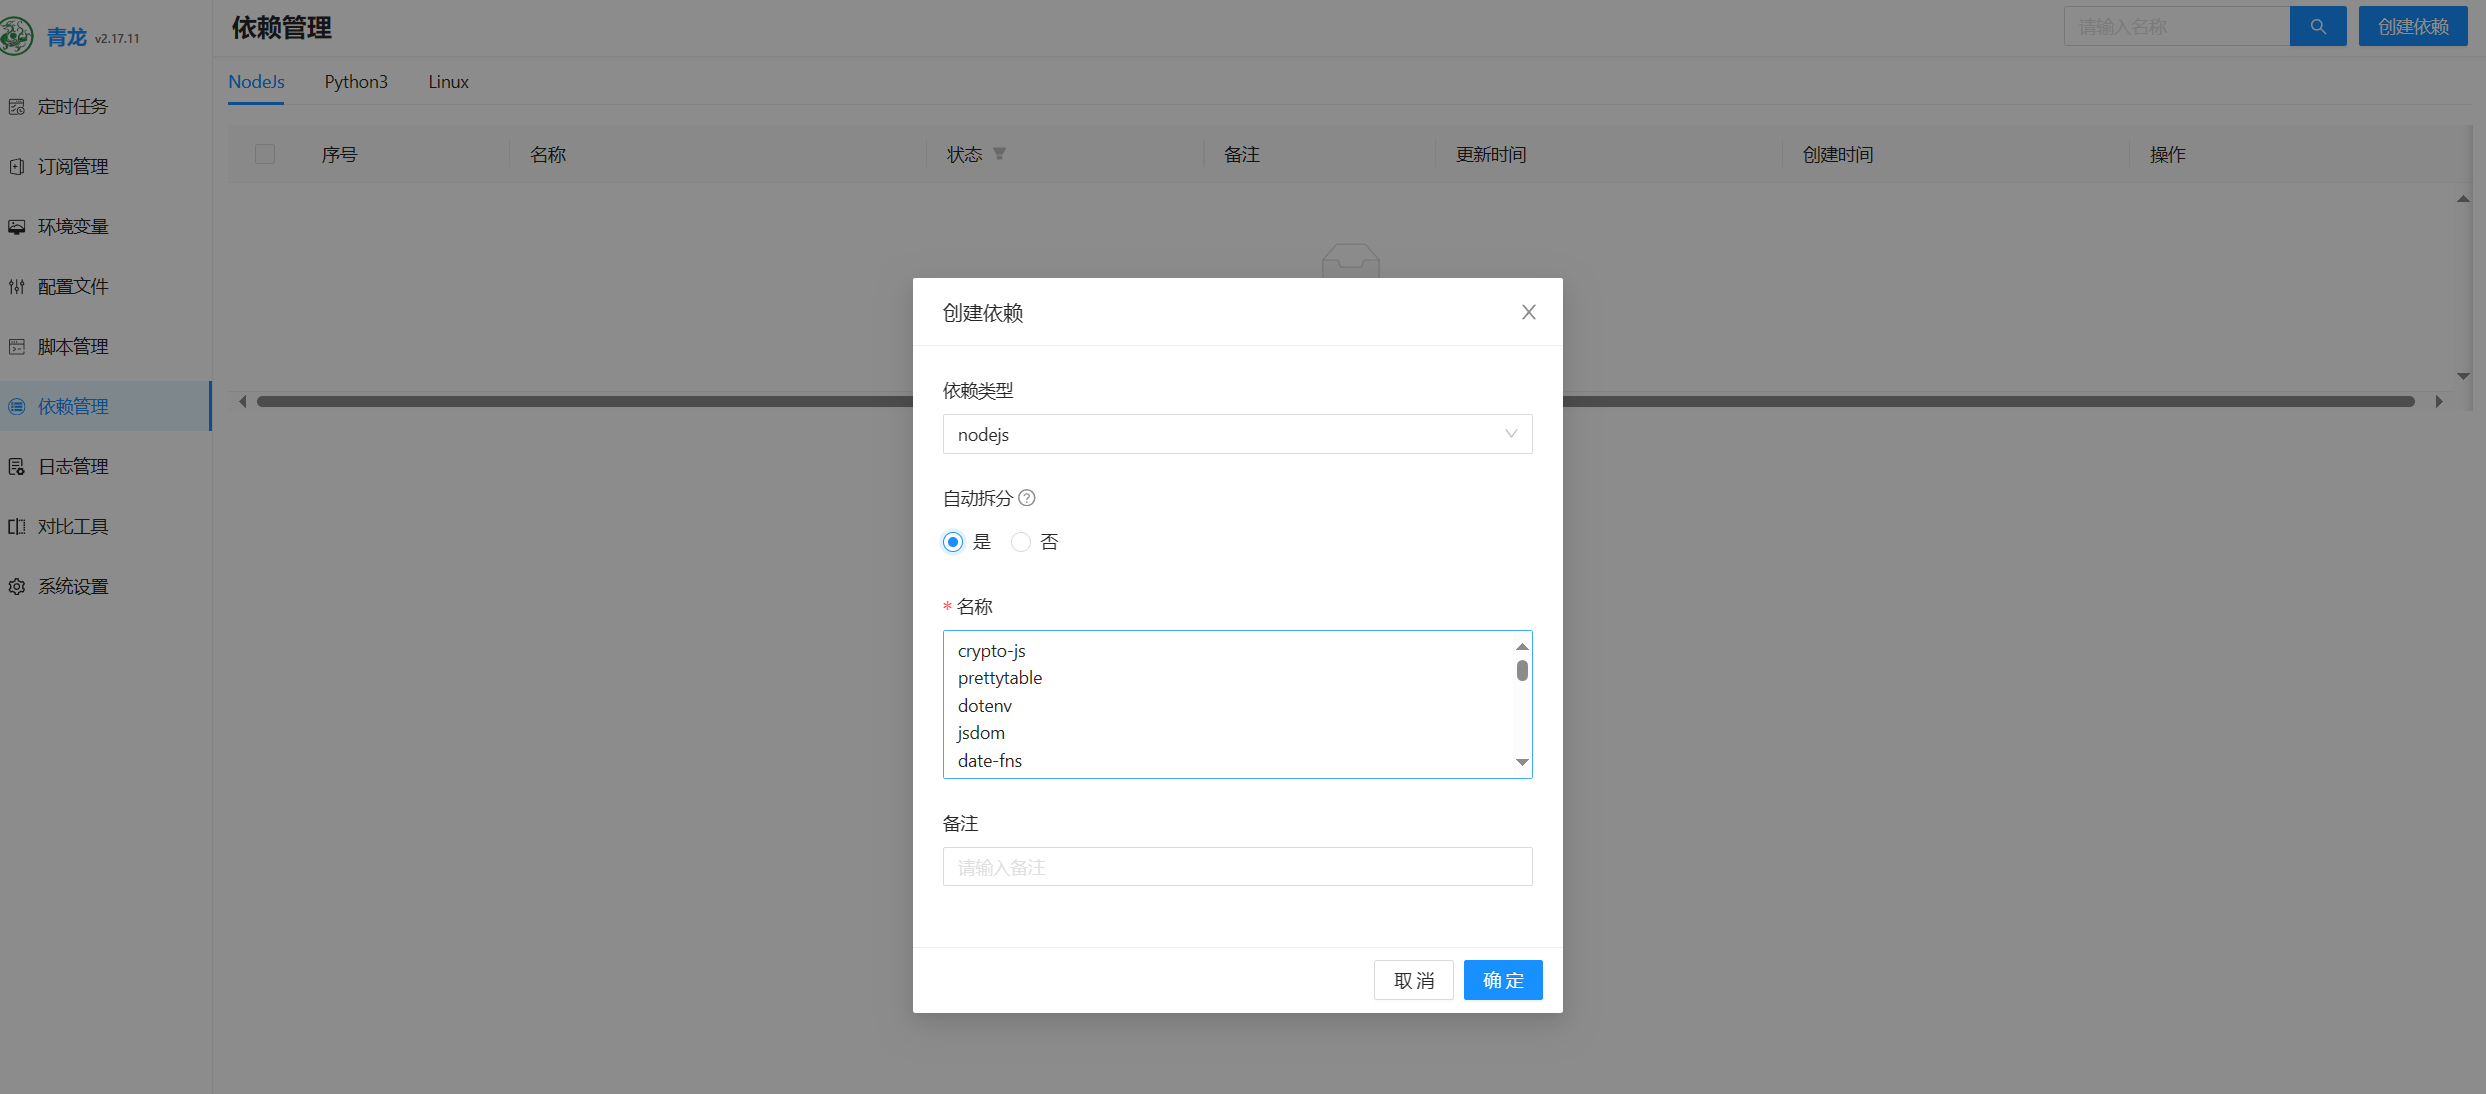 青龙 v2.17.11
定时任务
订阅管理
环境变量
配置文件
脚本管理
依赖管理
日志管理
对比工具
系统设置
依赖管理
请输入名称
创建依赖
NodeJs Python3 Linux
序号 名称 状态 备注 更新时间 创建时间 操作
创建依赖
依赖类型
nodejs
自动拆分
是 否
* 名称
crypto-js
prettytable
dotenv
jsdom
date-fns
备注
请输入备注
取 消 确 定